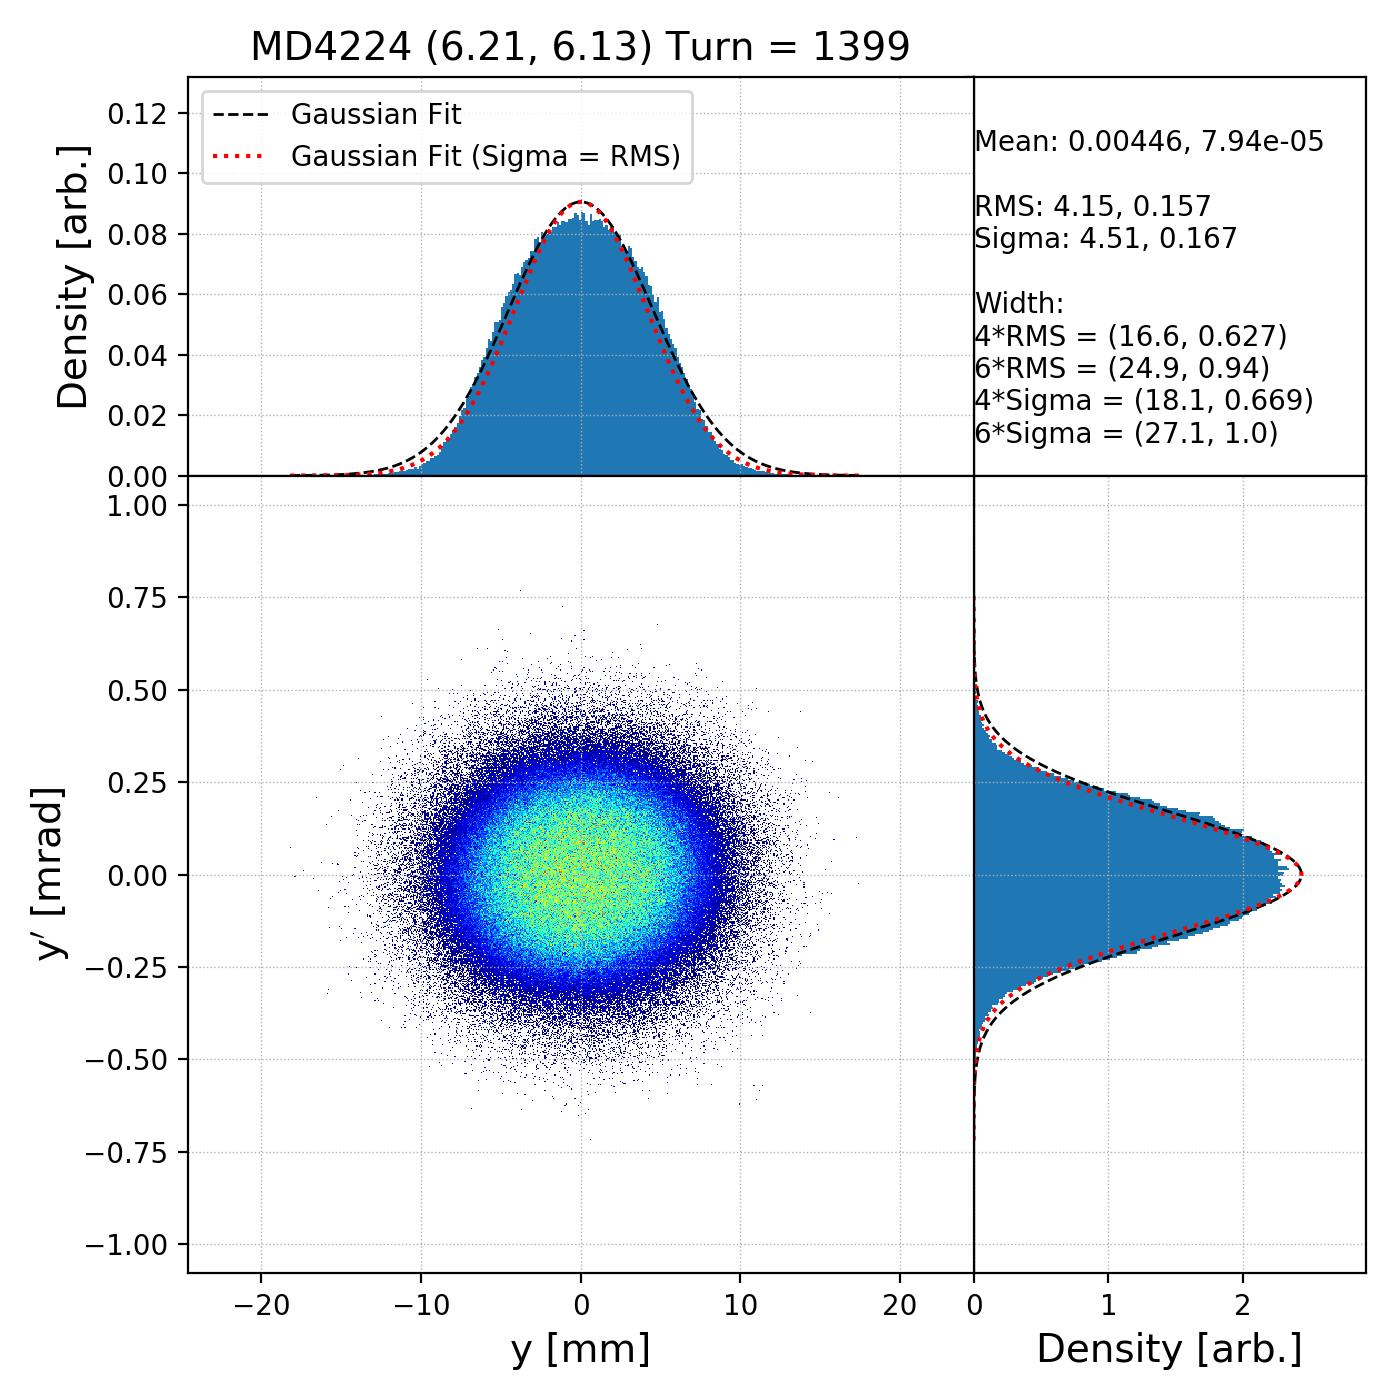 MD4224 (6.21, 6.13) Turn = 1399
Gaussian Fit
Gaussian Fit (Sigma = RMS)
Density [arb.]
0.12
0.10
0.08
0.06
0.04
0.02
0.00
Mean: 0.00446, 7.94e-05
RMS: 4.15, 0.157
Sigma: 4.51, 0.167
Width:
4*RMS = (16.6, 0.627)
6*RMS = (24.9, 0.94)
4*Sigma = (18.1, 0.669)
6*Sigma = (27.1, 1.0)
y′ [mrad]
1.00
0.75
0.50
0.25
0.00
−0.25
−0.50
−0.75
−1.00
−20 −10 0 10 20
y [mm]
0 1 2
Density [arb.]